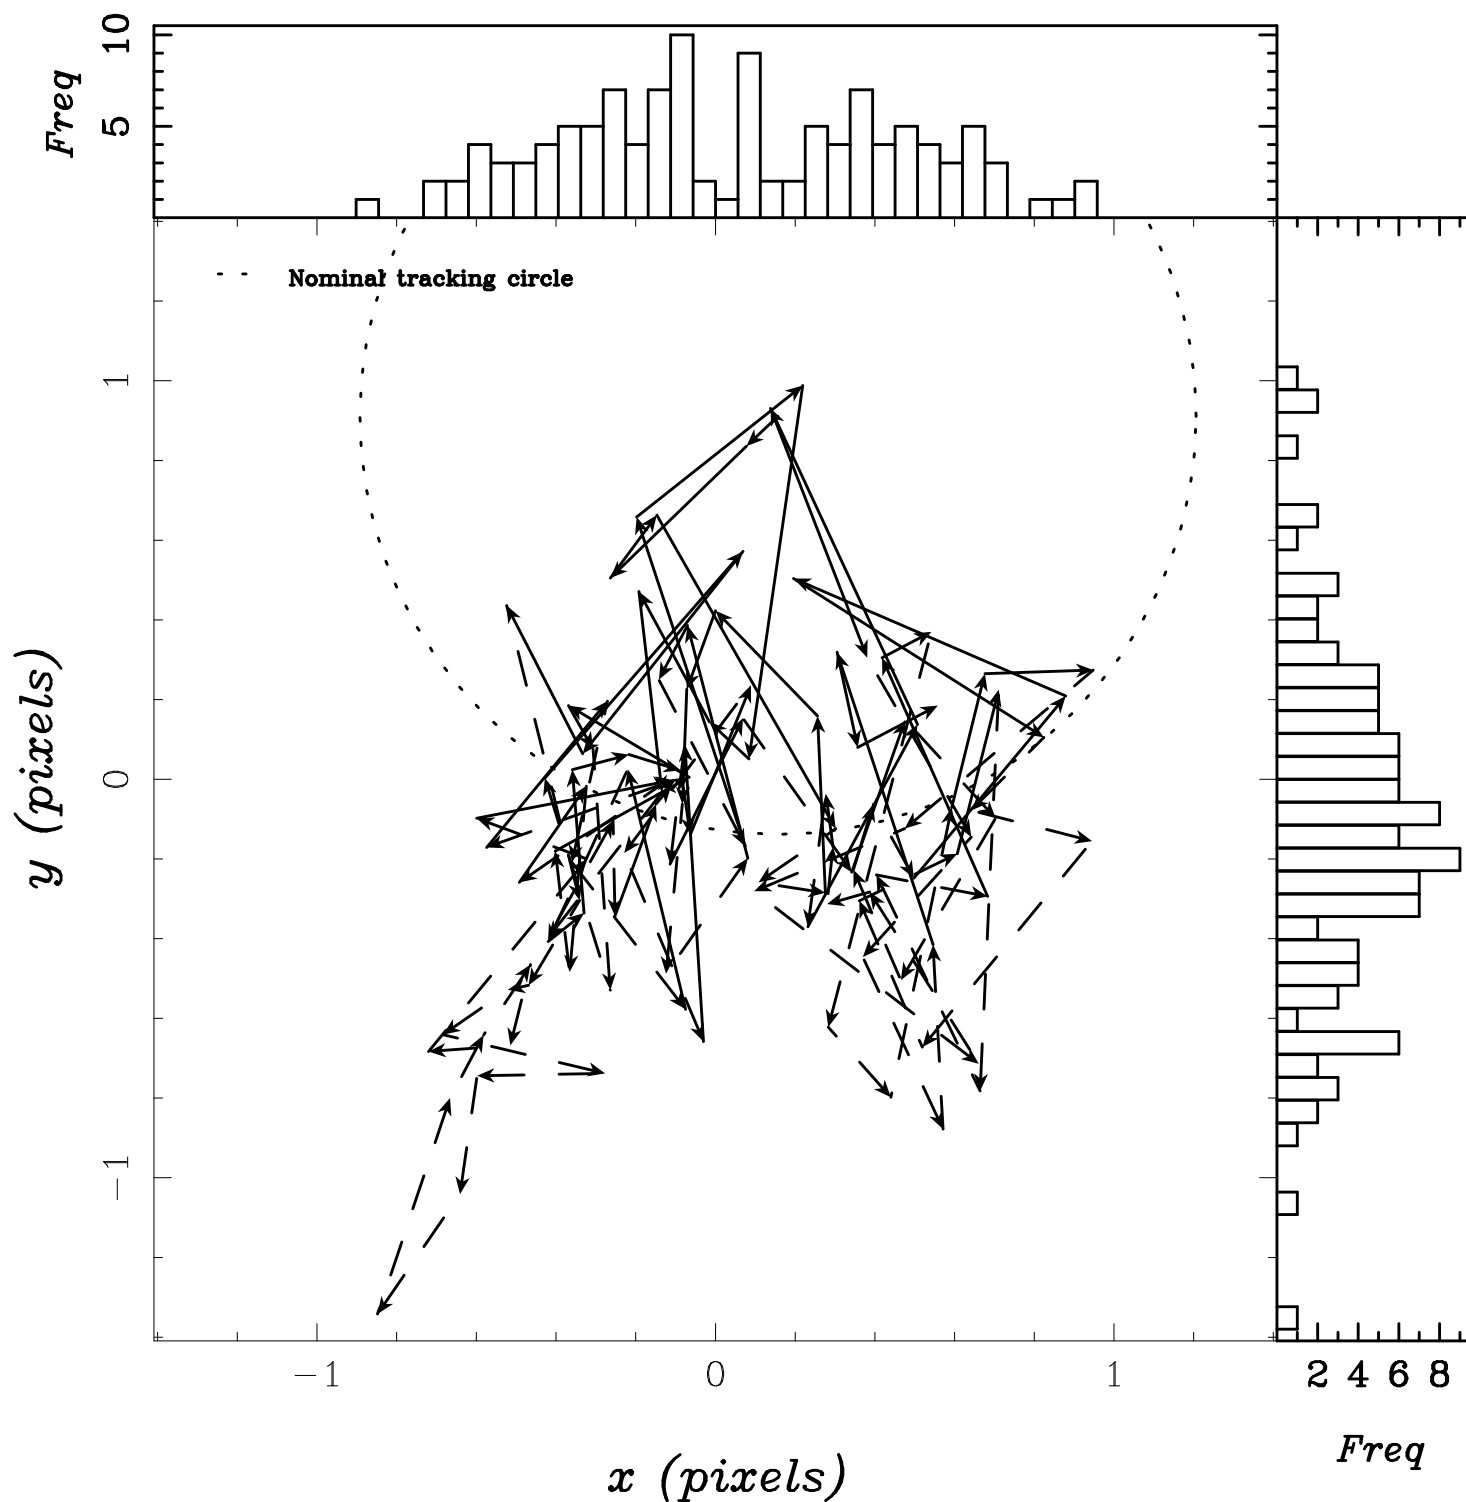 Freq
10
5
Nominal tracking circle
1
0
−1
y (pixels)
−1 0 1
2 4 6 8
x (pixels)
Freq